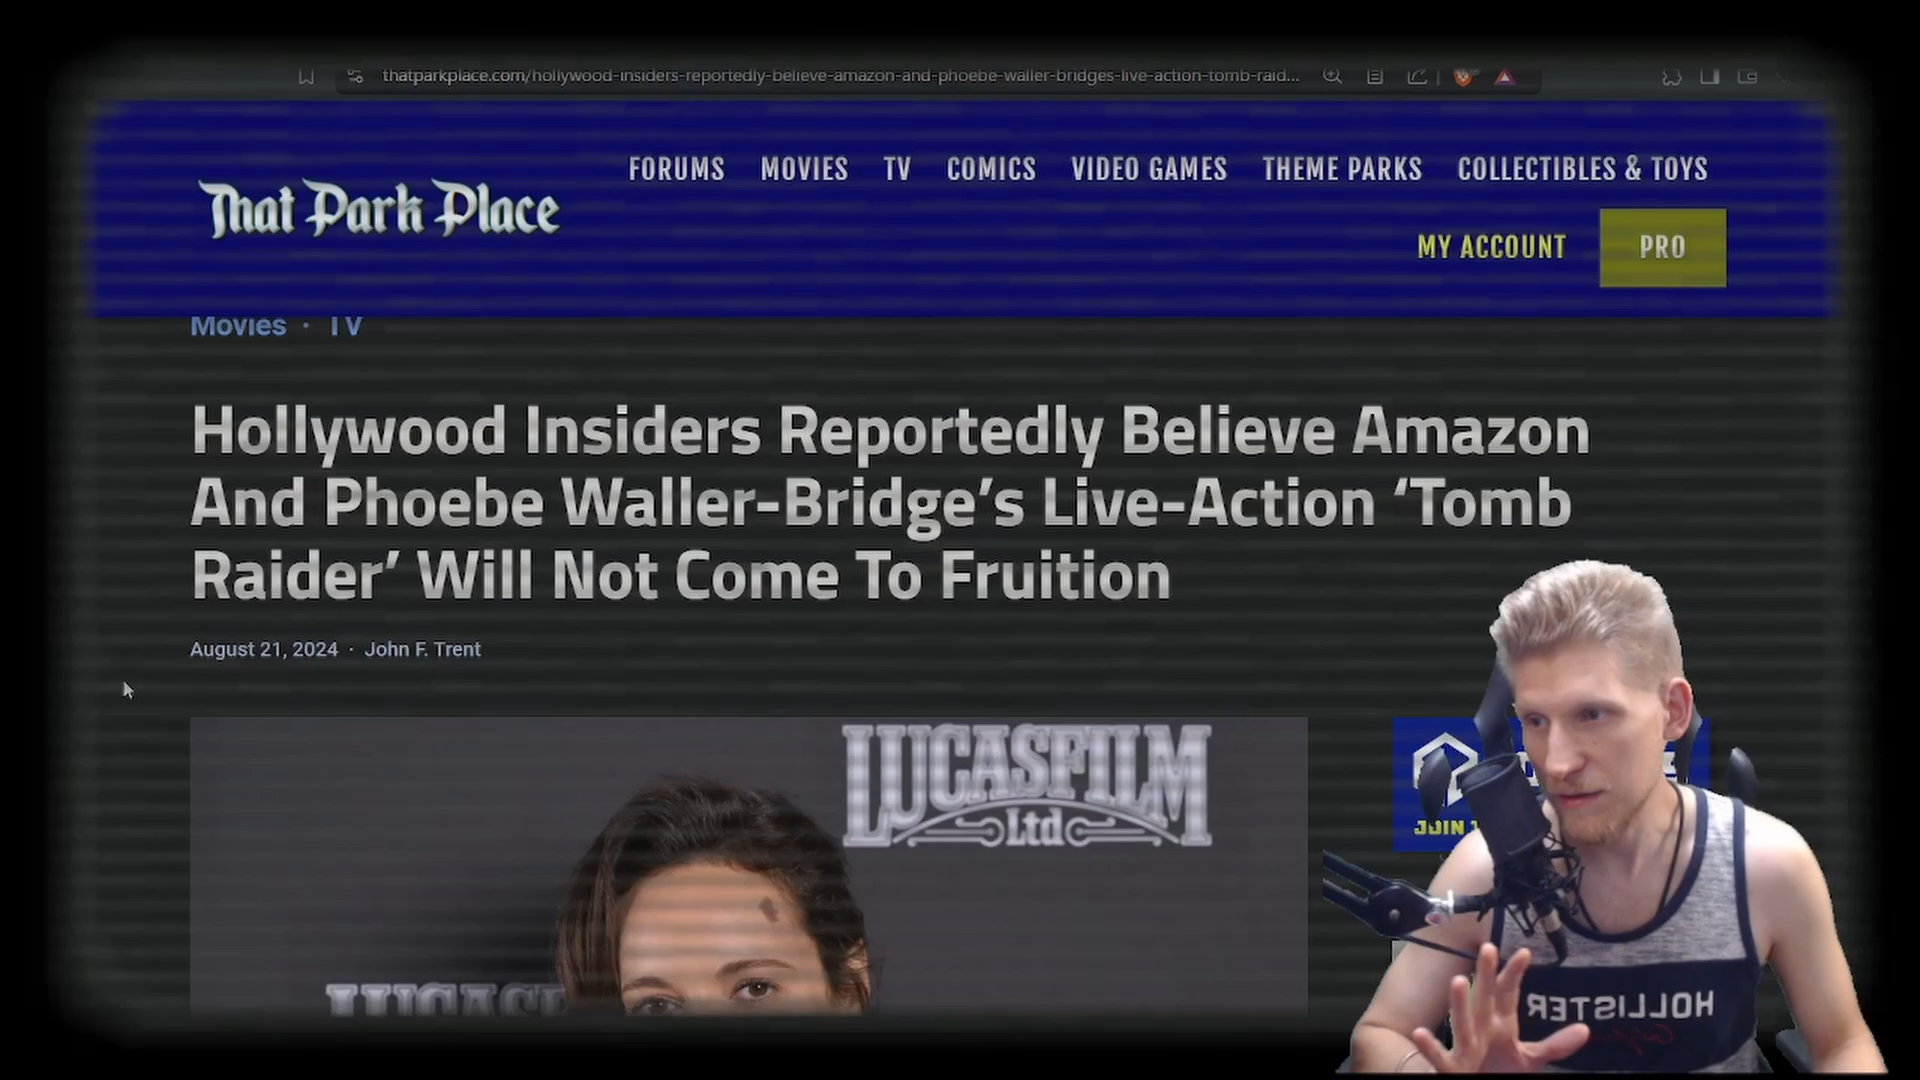 thatparkplace.com/hollywood-insiders-reportedly-believe-amazon-and-phoebe-waller-bridges-live-action-tomb-raid...
That Park Place
FORUMS MOVIES TV COMICS VIDEO GAMES THEME PARKS COLLECTIBLES & TOYS
MY ACCOUNT PRO
Movies · TV
Hollywood Insiders Reportedly Believe Amazon
And Phoebe Waller-Bridge’s Live-Action ‘Tomb
Raider’ Will Not Come To Fruition
August 21, 2024 · John F. Trent
LUCASFILM
Ltd
LUCASF
JOIN
HOLLISTER